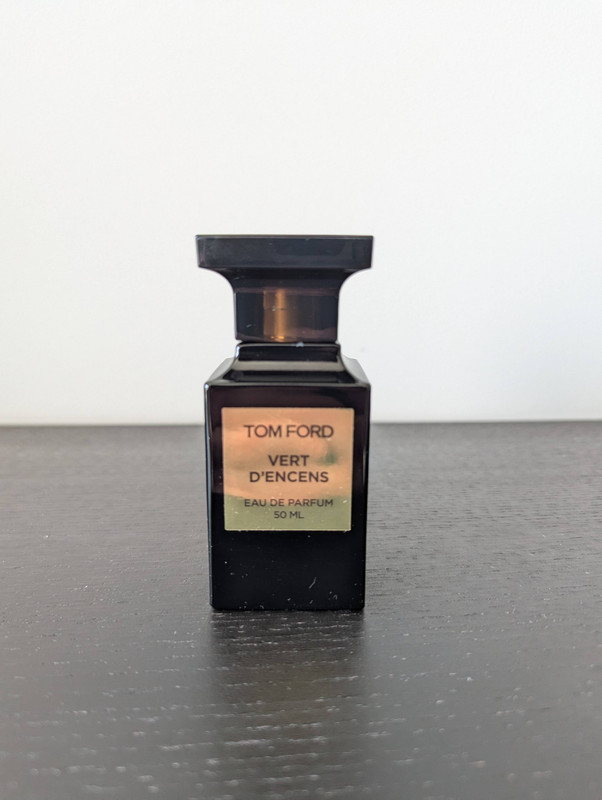 TOM FORD
VERT
D'ENCENS
EAU DE PARFUM
50 ML